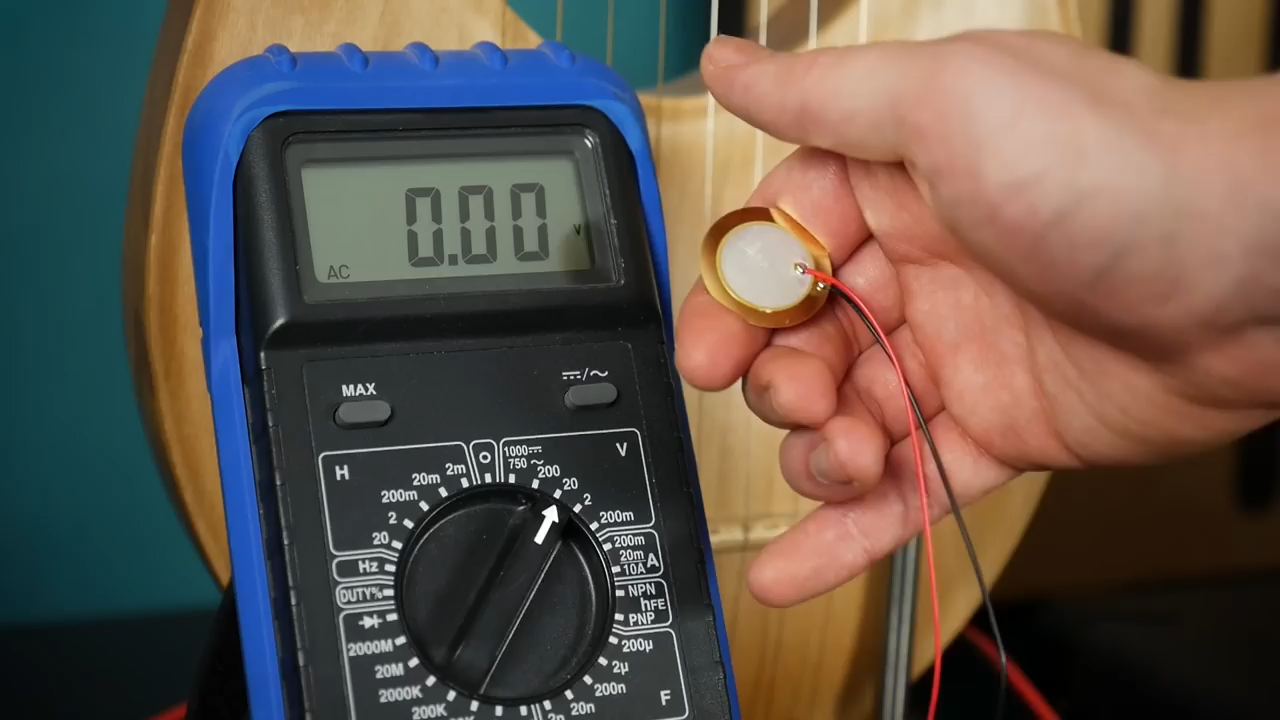 0.00
V
AC
MAX
⎓/~
H
2m
20m
200m
2
20
Hz
DUTY%
2000M
20M
2000K
200K
1000⎓
750 ~
V
200
20
2
200m
200m
20m
10A
A
NPN
hFE
PNP
200µ
2µ
200n
20n
F